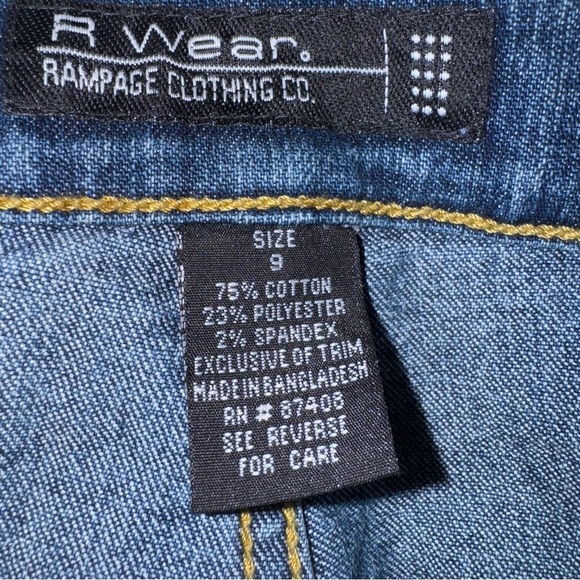 R Wear.
RAMPAGE CLOTHING CO.
SIZE
9
75% COTTON
23% POLYESTER
2% SPANDEX
EXCLUSIVE OF TRIM
MADE IN BANGLADESH
RN # 87408
SEE REVERSE
FOR CARE